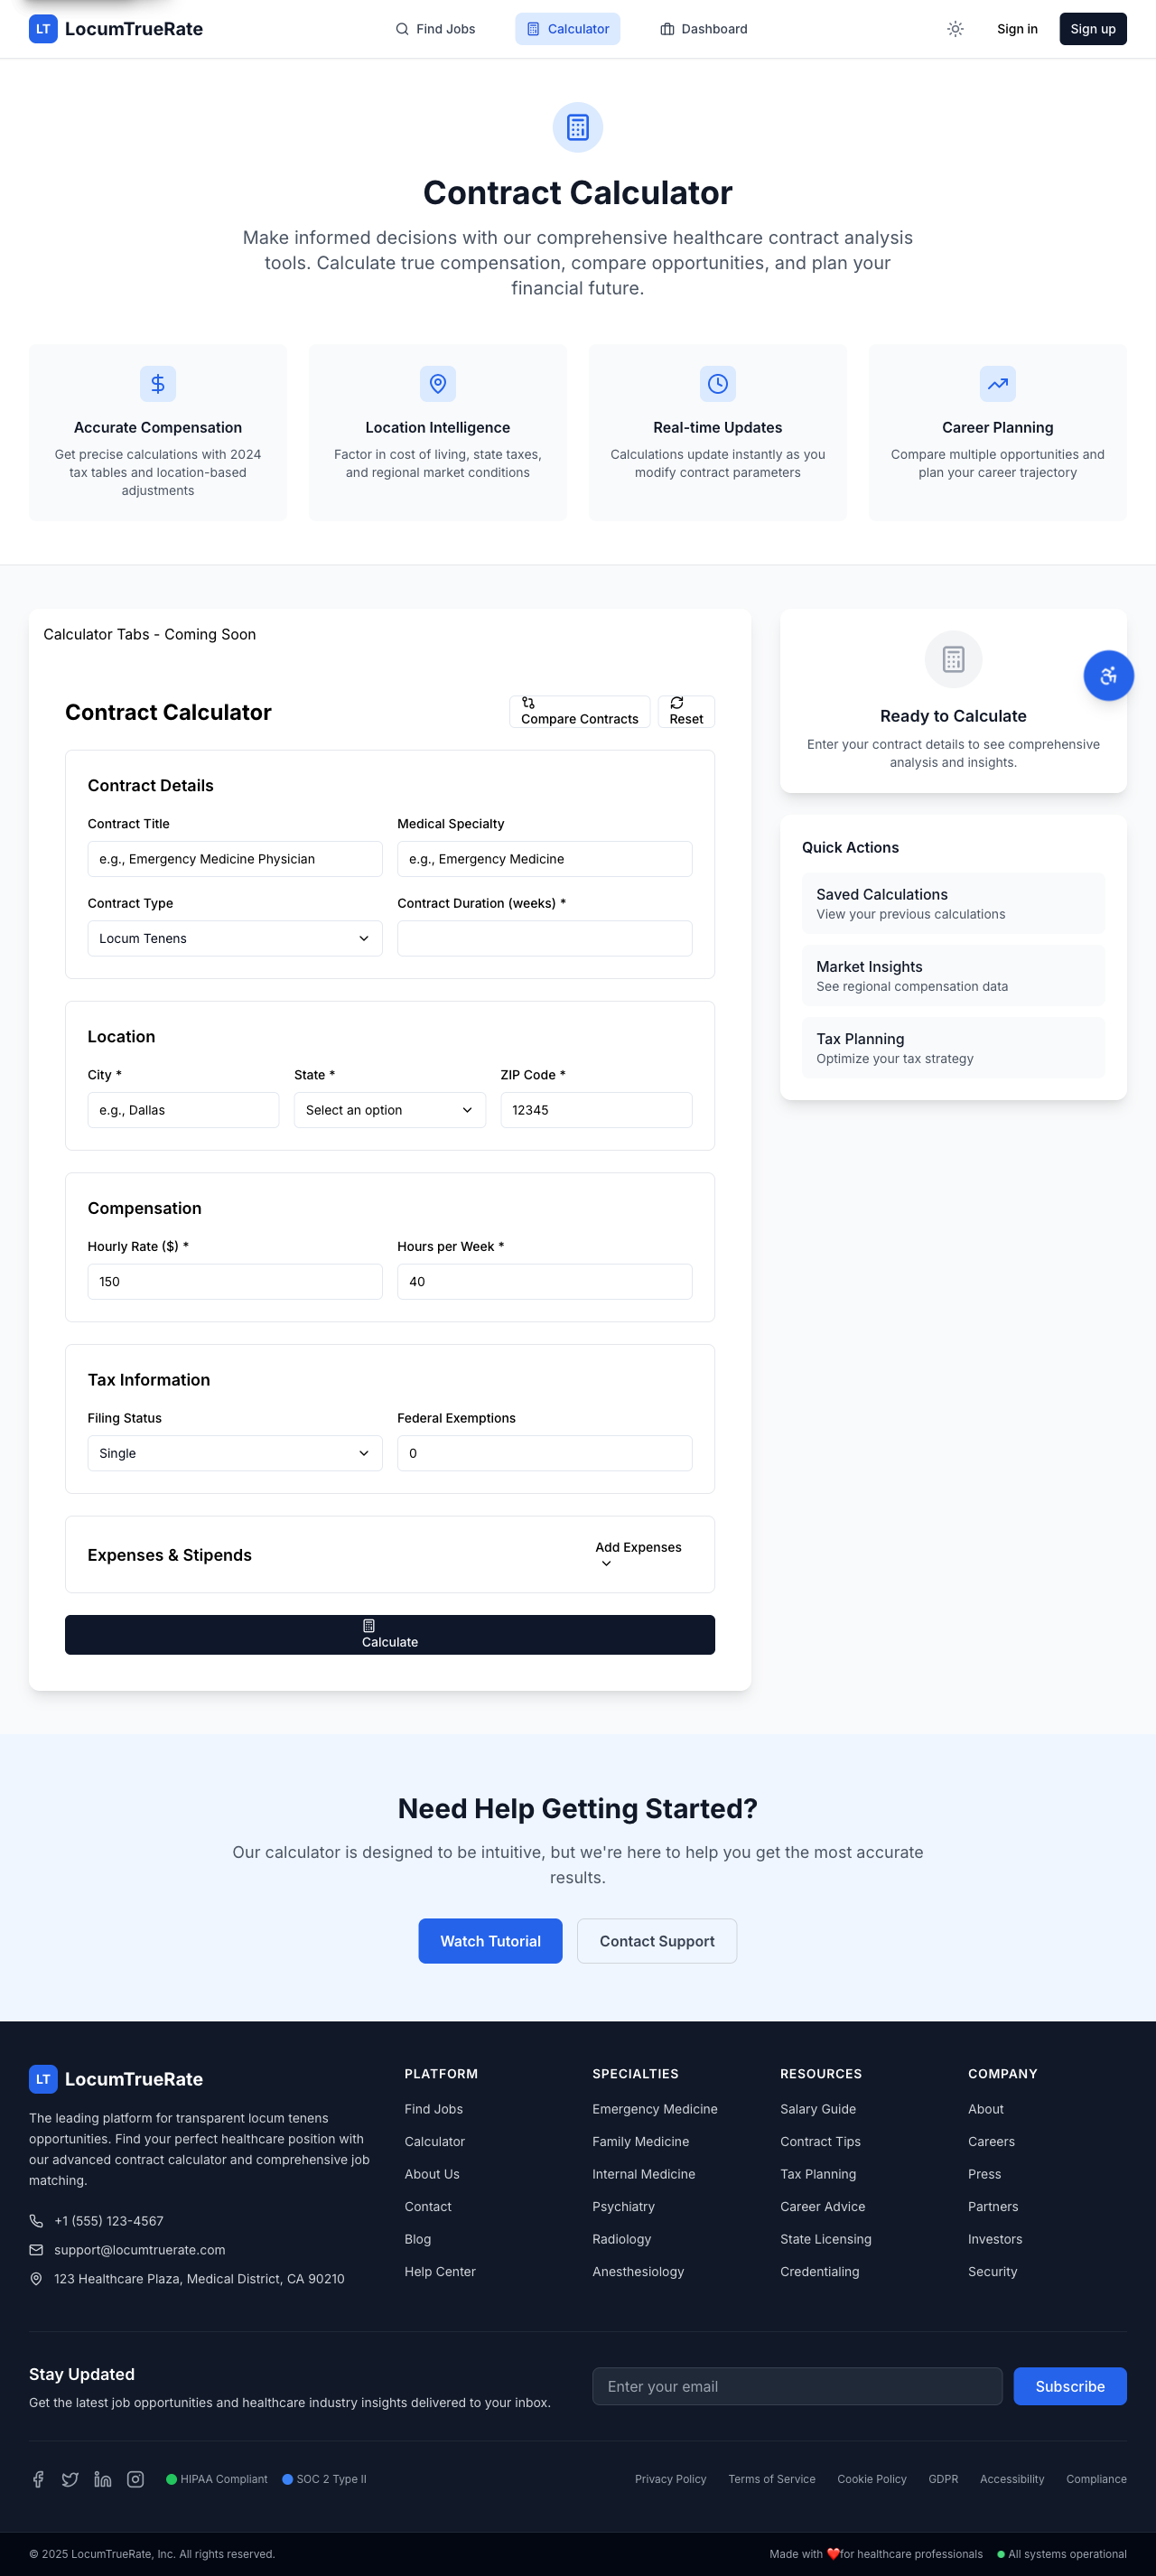 LT LocumTrueRate
Find Jobs
Calculator
Dashboard
Sign in
Sign up
Contract Calculator
Make informed decisions with our comprehensive healthcare contract analysis
tools. Calculate true compensation, compare opportunities, and plan your
financial future.
Accurate Compensation
Get precise calculations with 2024
tax tables and location-based
adjustments
Location Intelligence
Factor in cost of living, state taxes,
and regional market conditions
Real-time Updates
Calculations update instantly as you
modify contract parameters
Career Planning
Compare multiple opportunities and
plan your career trajectory
Calculator Tabs - Coming Soon
Contract Calculator
Compare Contracts
Reset
Contract Details
Contract Title
Medical Specialty
e.g., Emergency Medicine Physician
e.g., Emergency Medicine
Contract Type
Contract Duration (weeks) *
Locum Tenens
Location
City *
State *
ZIP Code *
e.g., Dallas
Select an option
12345
Compensation
Hourly Rate ($) *
Hours per Week *
150
40
Tax Information
Filing Status
Federal Exemptions
Single
0
Expenses & Stipends
Add Expenses
Calculate
Ready to Calculate
Enter your contract details to see comprehensive
analysis and insights.
Quick Actions
Saved Calculations
View your previous calculations
Market Insights
See regional compensation data
Tax Planning
Optimize your tax strategy
Need Help Getting Started?
Our calculator is designed to be intuitive, but we're here to help you get the most accurate
results.
Watch Tutorial
Contact Support
LT LocumTrueRate
The leading platform for transparent locum tenens
opportunities. Find your perfect healthcare position with
our advanced contract calculator and comprehensive job
matching.
+1 (555) 123-4567
support@locumtruerate.com
123 Healthcare Plaza, Medical District, CA 90210
PLATFORM
Find Jobs
Calculator
About Us
Contact
Blog
Help Center
SPECIALTIES
Emergency Medicine
Family Medicine
Internal Medicine
Psychiatry
Radiology
Anesthesiology
RESOURCES
Salary Guide
Contract Tips
Tax Planning
Career Advice
State Licensing
Credentialing
COMPANY
About
Careers
Press
Partners
Investors
Security
Stay Updated
Get the latest job opportunities and healthcare industry insights delivered to your inbox.
Enter your email
Subscribe
HIPAA Compliant
SOC 2 Type II
Privacy Policy
Terms of Service
Cookie Policy
GDPR
Accessibility
Compliance
© 2025 LocumTrueRate, Inc. All rights reserved.
Made with ❤️for healthcare professionals
All systems operational